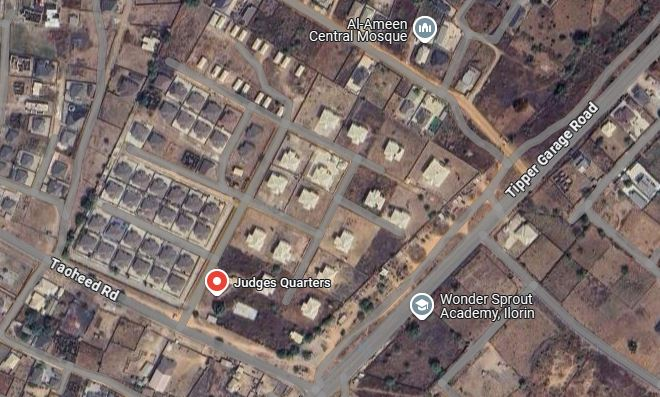 Al-Ameen
Central Mosque
Tipper Garage Road
Taoheed Rd
Judges Quarters
Wonder Sprout
Academy, Ilorin